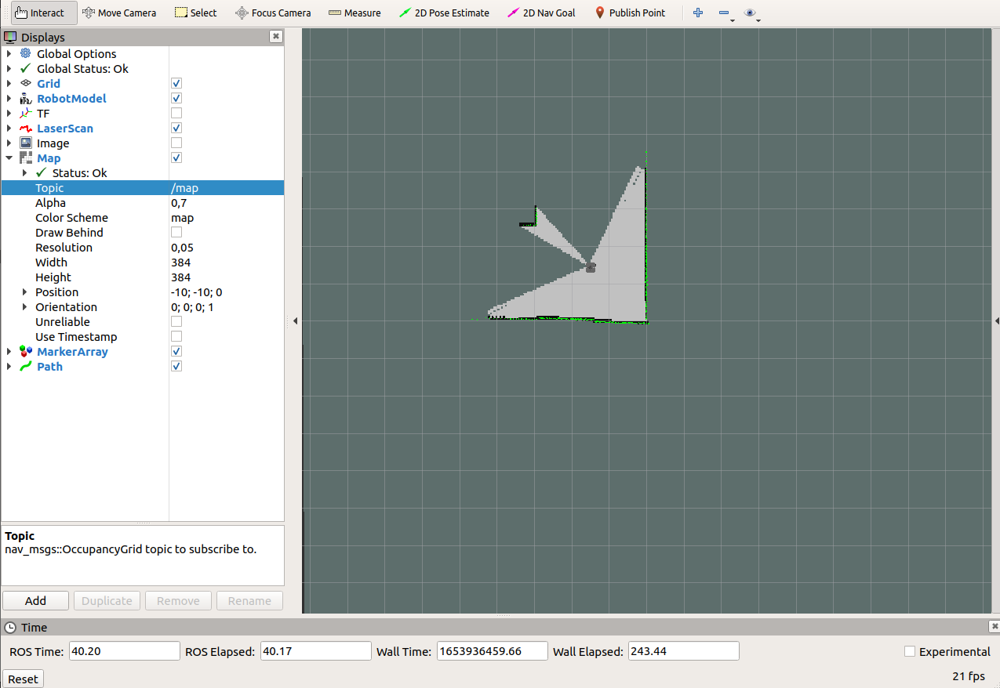 Interact Move Camera Select Focus Camera Measure 2D Pose Estimate 2D Nav Goal Publish Point
Displays
Global Options
Global Status: Ok
Grid
RobotModel
TF
LaserScan
Image
Map
Status: Ok
Topic /map
Alpha 0,7
Color Scheme map
Draw Behind
Resolution 0,05
Width 384
Height 384
Position -10; -10; 0
Orientation 0; 0; 0; 1
Unreliable
Use Timestamp
MarkerArray
Path
Topic
nav_msgs::OccupancyGrid topic to subscribe to.
Add Duplicate Remove Rename
Time
ROS Time: 40.20 ROS Elapsed: 40.17 Wall Time: 1653936459.66 Wall Elapsed: 243.44 Experimental
Reset 21 fps